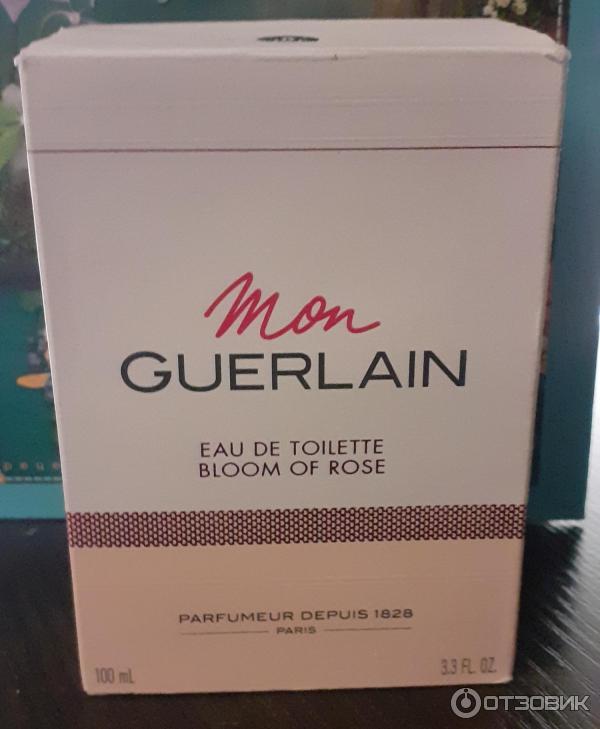 mon
GUERLAIN
EAU DE TOILETTE
BLOOM OF ROSE
PARFUMEUR DEPUIS 1828
PARIS
100 mL 3.3 FL. OZ.
ОТЗОВИК